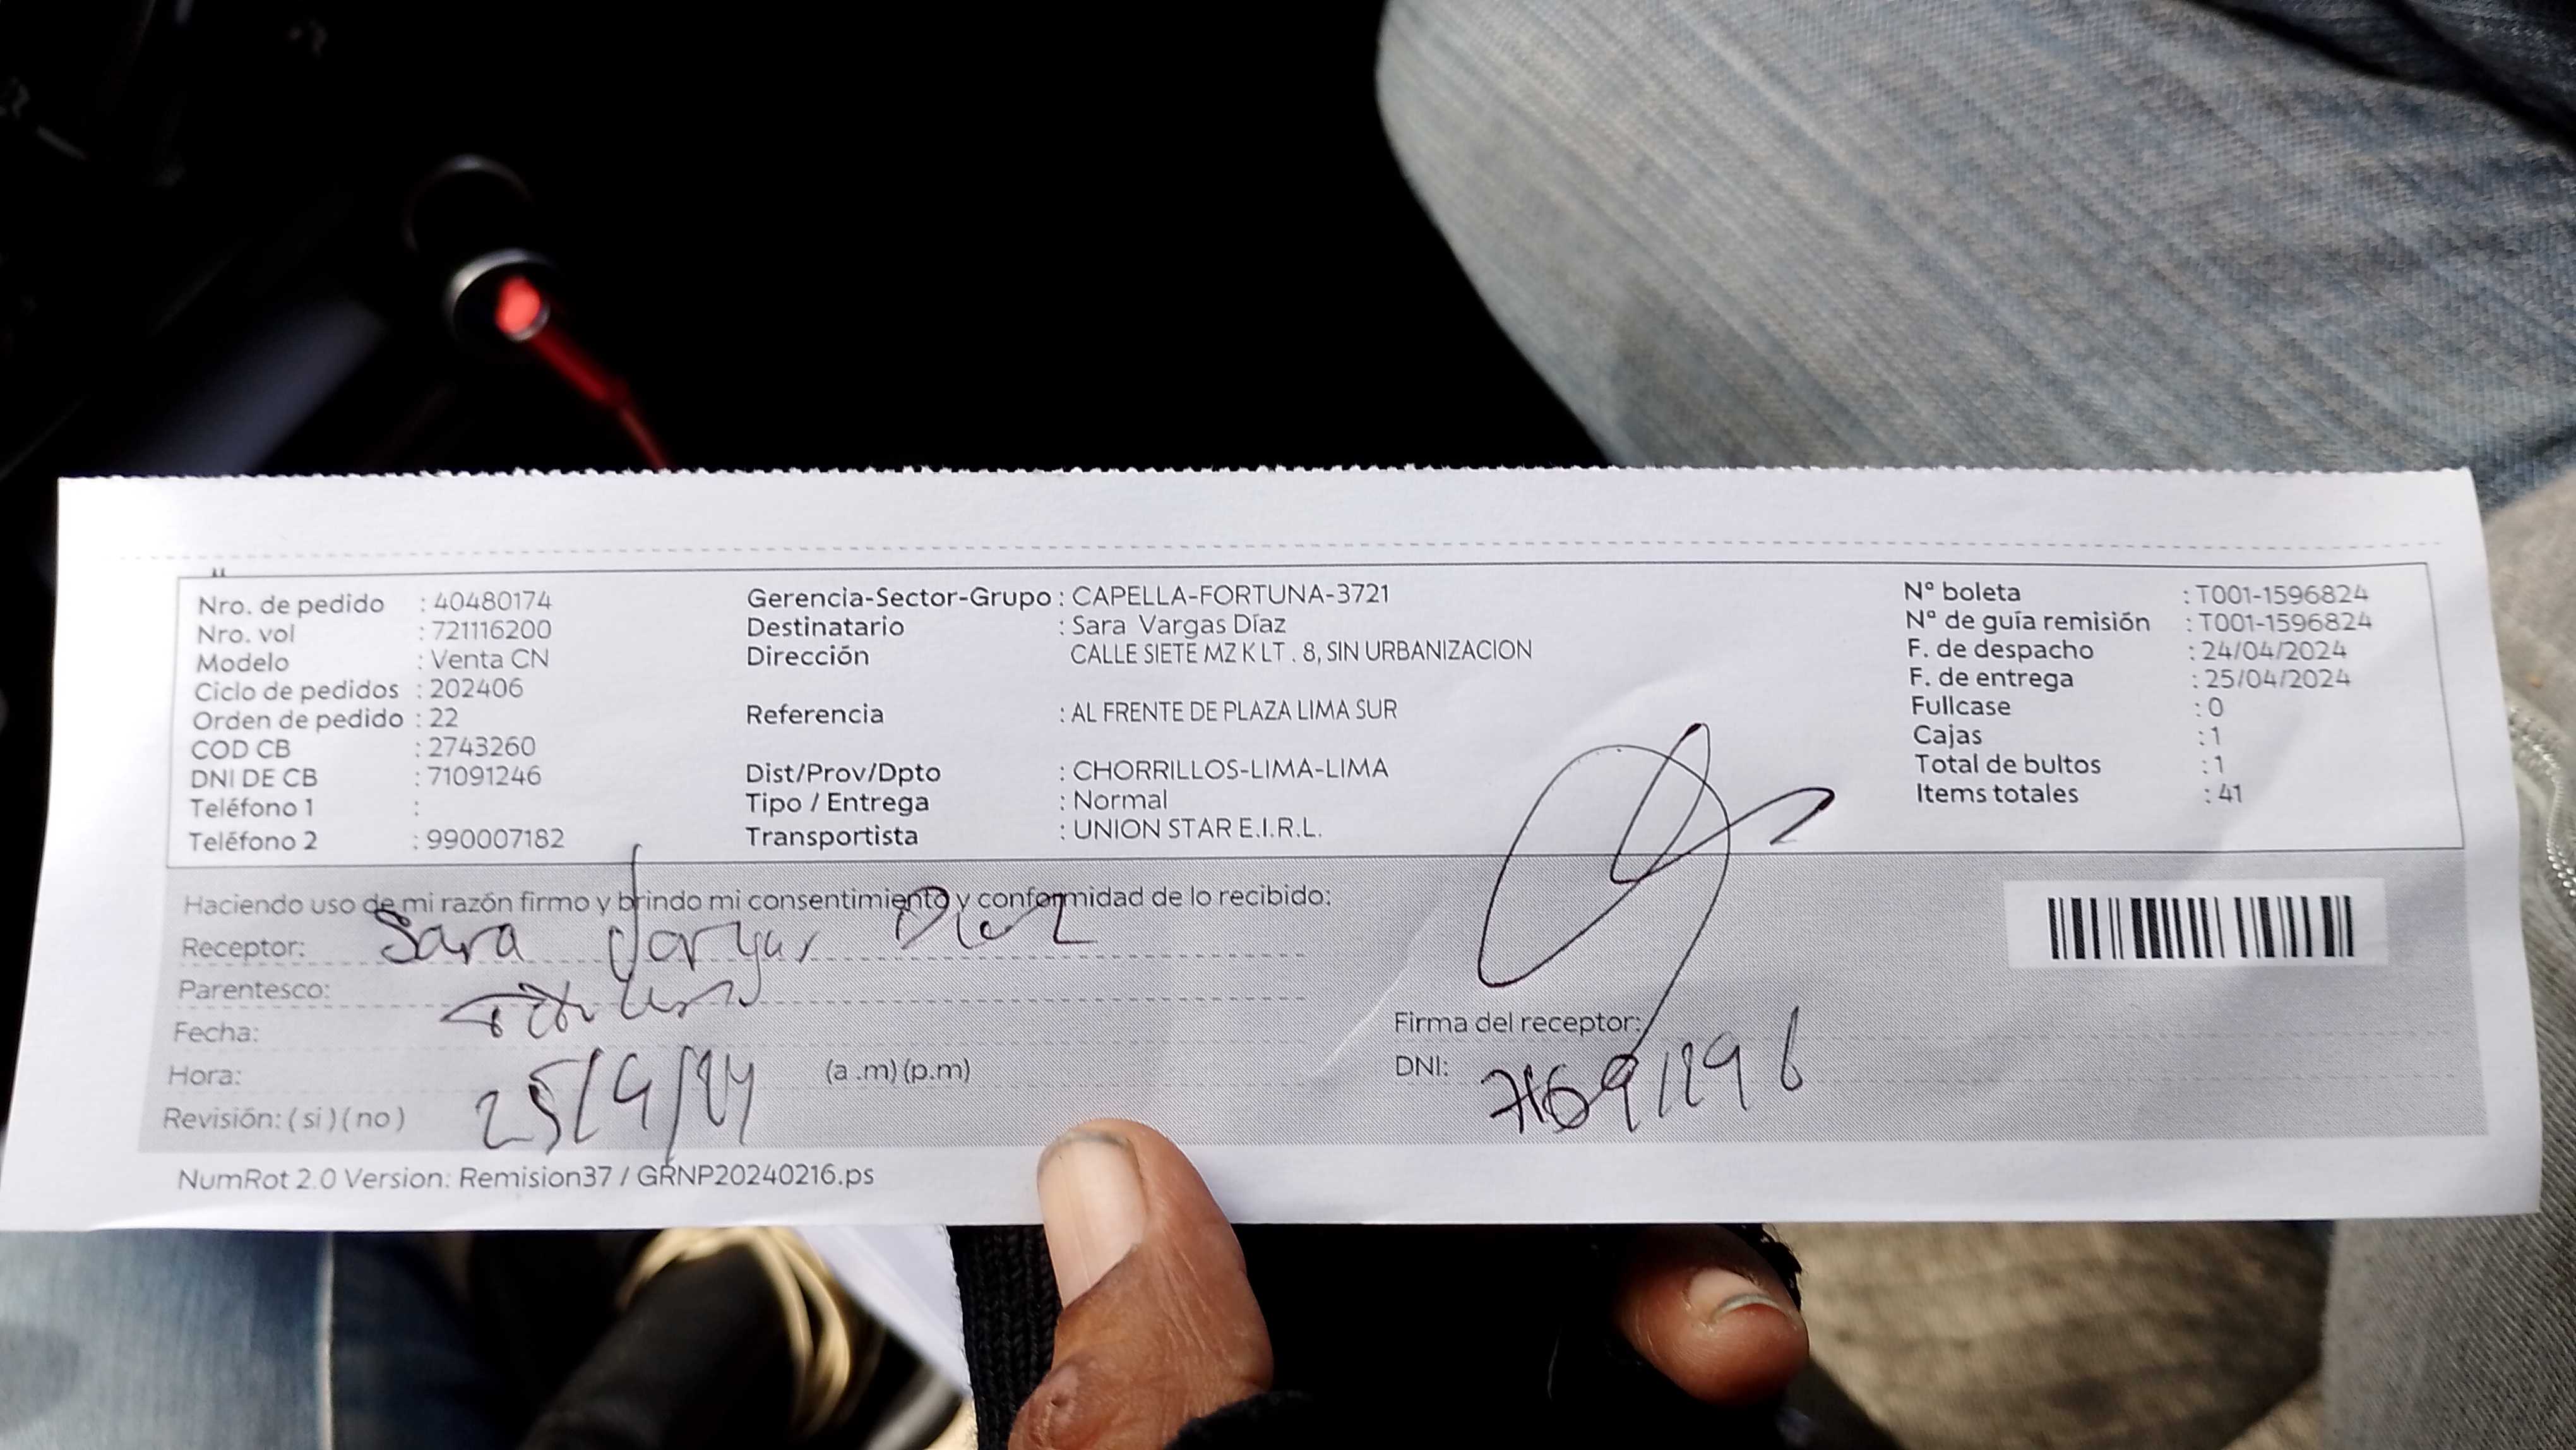 Nro. de pedido : 40480174
Nro. vol : 721116200
Modelo : Venta CN
Ciclo de pedidos : 202406
Orden de pedido : 22
COD CB : 2743260
DNI DE CB : 71091246
Teléfono 1 :
Teléfono 2 : 990007182
Gerencia-Sector-Grupo : CAPELLA-FORTUNA-3721
Destinatario : Sara Vargas Díaz
Dirección CALLE SIETE MZ K LT . 8, SIN URBANIZACION
Referencia : AL FRENTE DE PLAZA LIMA SUR
Dist/Prov/Dpto : CHORRILLOS-LIMA-LIMA
Tipo / Entrega : Normal
Transportista : UNION STAR E.I.R.L.
N° boleta : T001-1596824
N° de guía remisión : T001-1596824
F. de despacho : 24/04/2024
F. de entrega : 25/04/2024
Fullcase : 0
Cajas : 1
Total de bultos : 1
Items totales : 41
Haciendo uso de mi razón firmo y brindo mi consentimiento y conformidad de lo recibido:
Receptor: Sara Vargas Diaz
Parentesco:
Fecha:
Hora: 25/4/24 (a .m) (p.m)
Revisión: ( si ) ( no )
Firma del receptor:
DNI:
NumRot 2.0 Version: Remision37 / GRNP20240216.ps